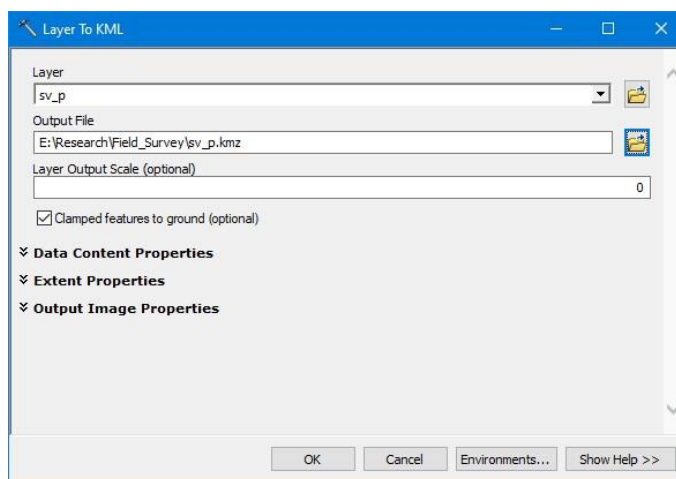 Layer To KML
Layer
sv_p
Output File
E:\Research\Field_Survey\sv_p.kmz
Layer Output Scale (optional)
0
Clamped features to ground (optional)
Data Content Properties
Extent Properties
Output Image Properties
OK Cancel Environments... Show Help >>